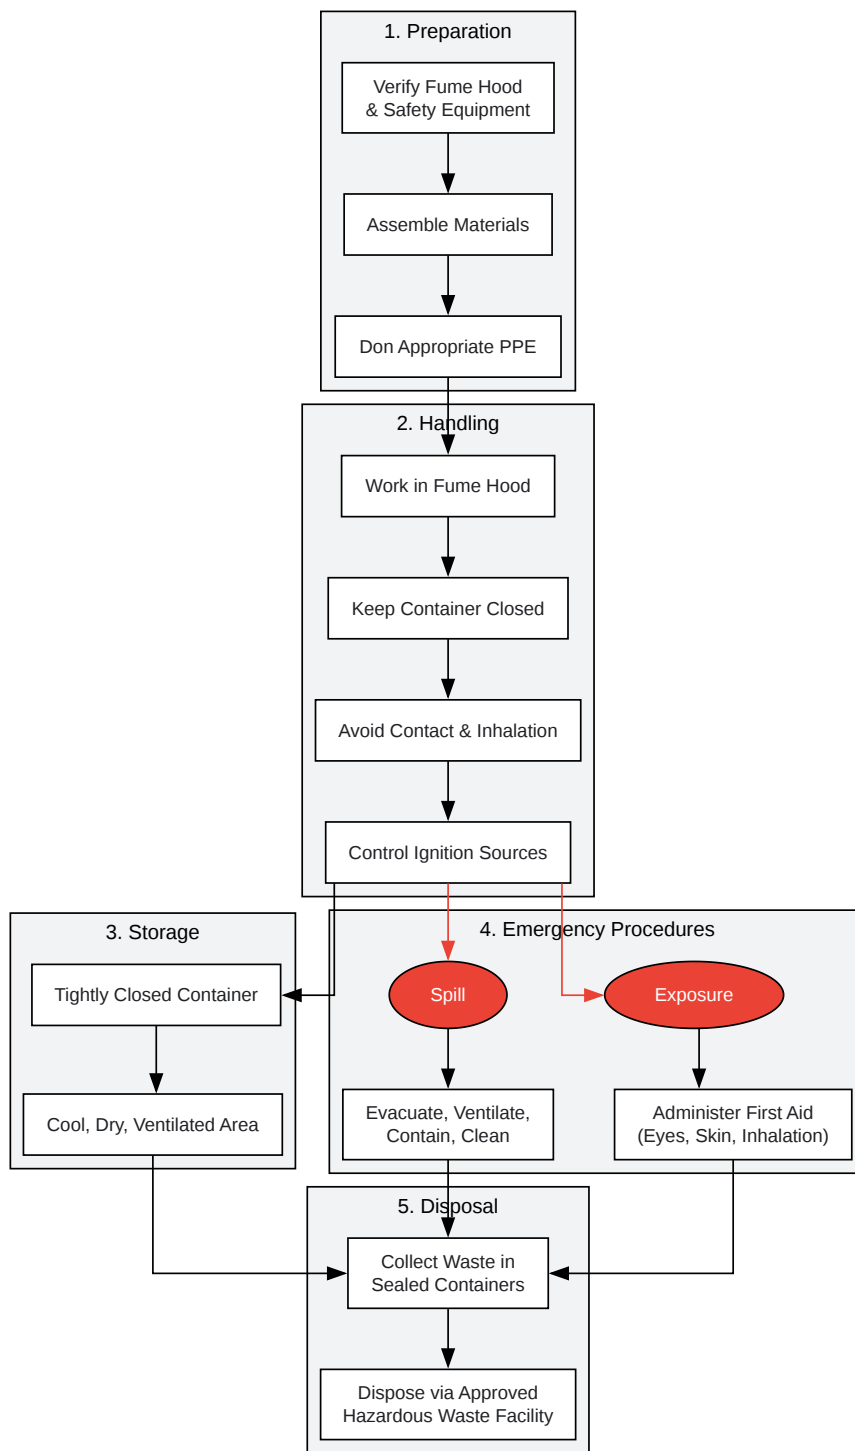 1. Preparation
Verify Fume Hood
& Safety Equipment
Assemble Materials
Don Appropriate PPE
2. Handling
Work in Fume Hood
Keep Container Closed
Avoid Contact & Inhalation
Control Ignition Sources
3. Storage
Tightly Closed Container
Cool, Dry, Ventilated Area
4. Emergency Procedures
Spill
Exposure
Evacuate, Ventilate,
Contain, Clean
Administer First Aid
(Eyes, Skin, Inhalation)
5. Disposal
Collect Waste in
Sealed Containers
Dispose via Approved
Hazardous Waste Facility